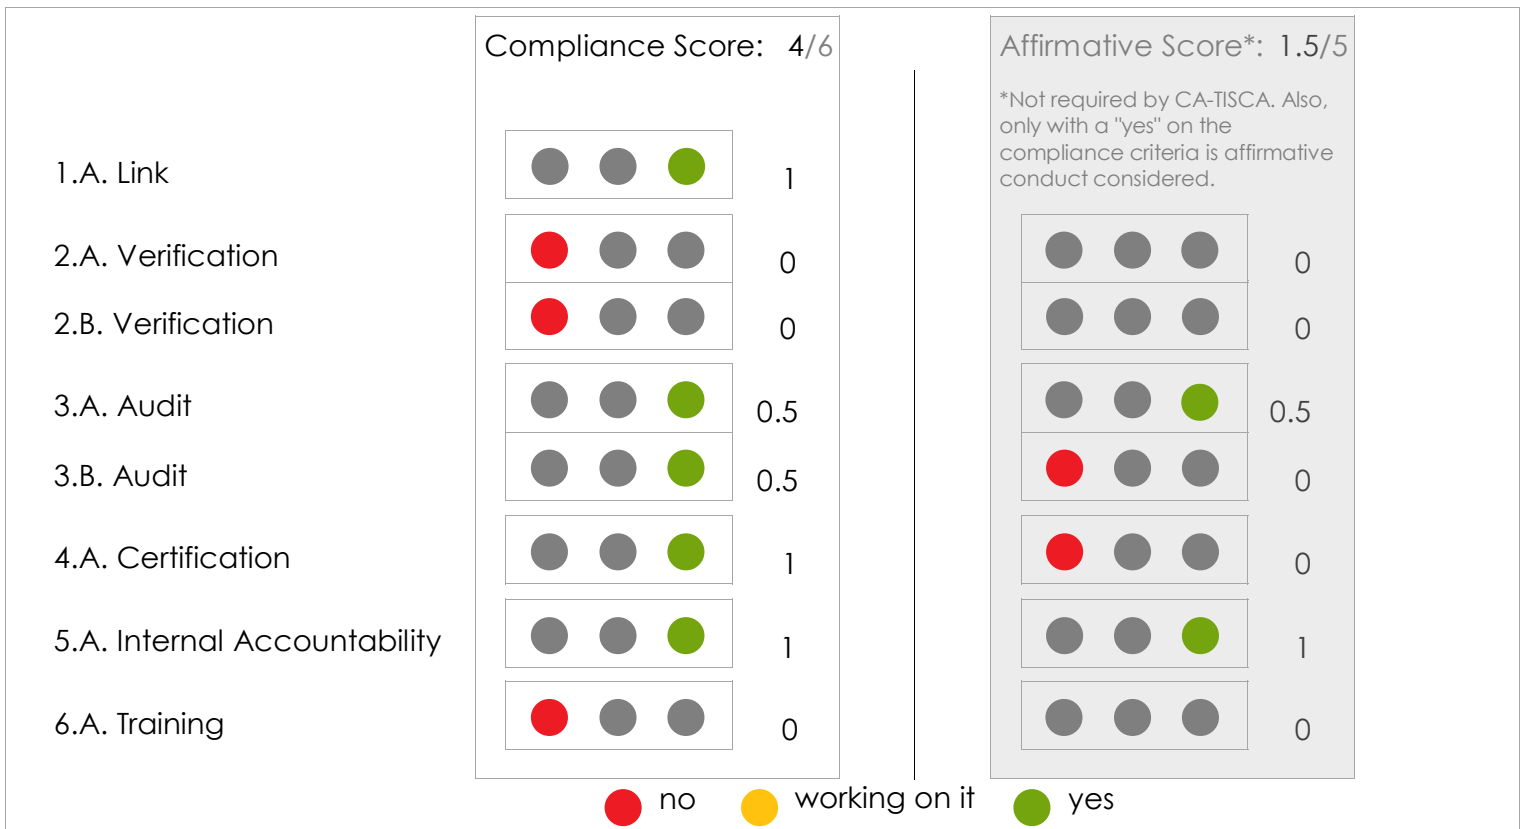 Compliance Score: 4/6
Affirmative Score*: 1.5/5
*Not required by CA-TISCA. Also,
only with a "yes" on the
compliance criteria is affirmative
conduct considered.
1.A. Link 1
2.A. Verification 0 0
2.B. Verification 0 0
3.A. Audit 0.5 0.5
3.B. Audit 0.5 0
4.A. Certification 1 0
5.A. Internal Accountability 1 1
6.A. Training 0 0
no working on it yes